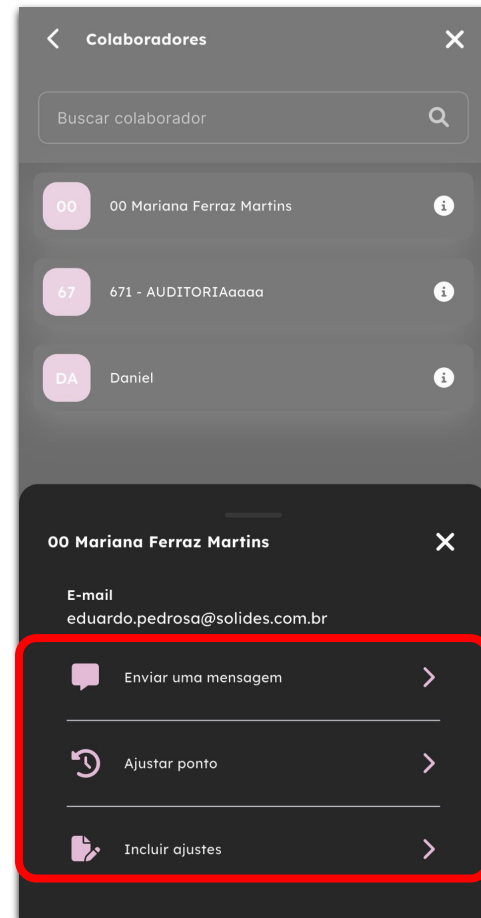 Colaboradores
Buscar colaborador
00 00 Mariana Ferraz Martins
67 671 - AUDITORIAaaaa
DA Daniel
00 Mariana Ferraz Martins
E-mail
eduardo.pedrosa@solides.com.br
Enviar uma mensagem
Ajustar ponto
Incluir ajustes